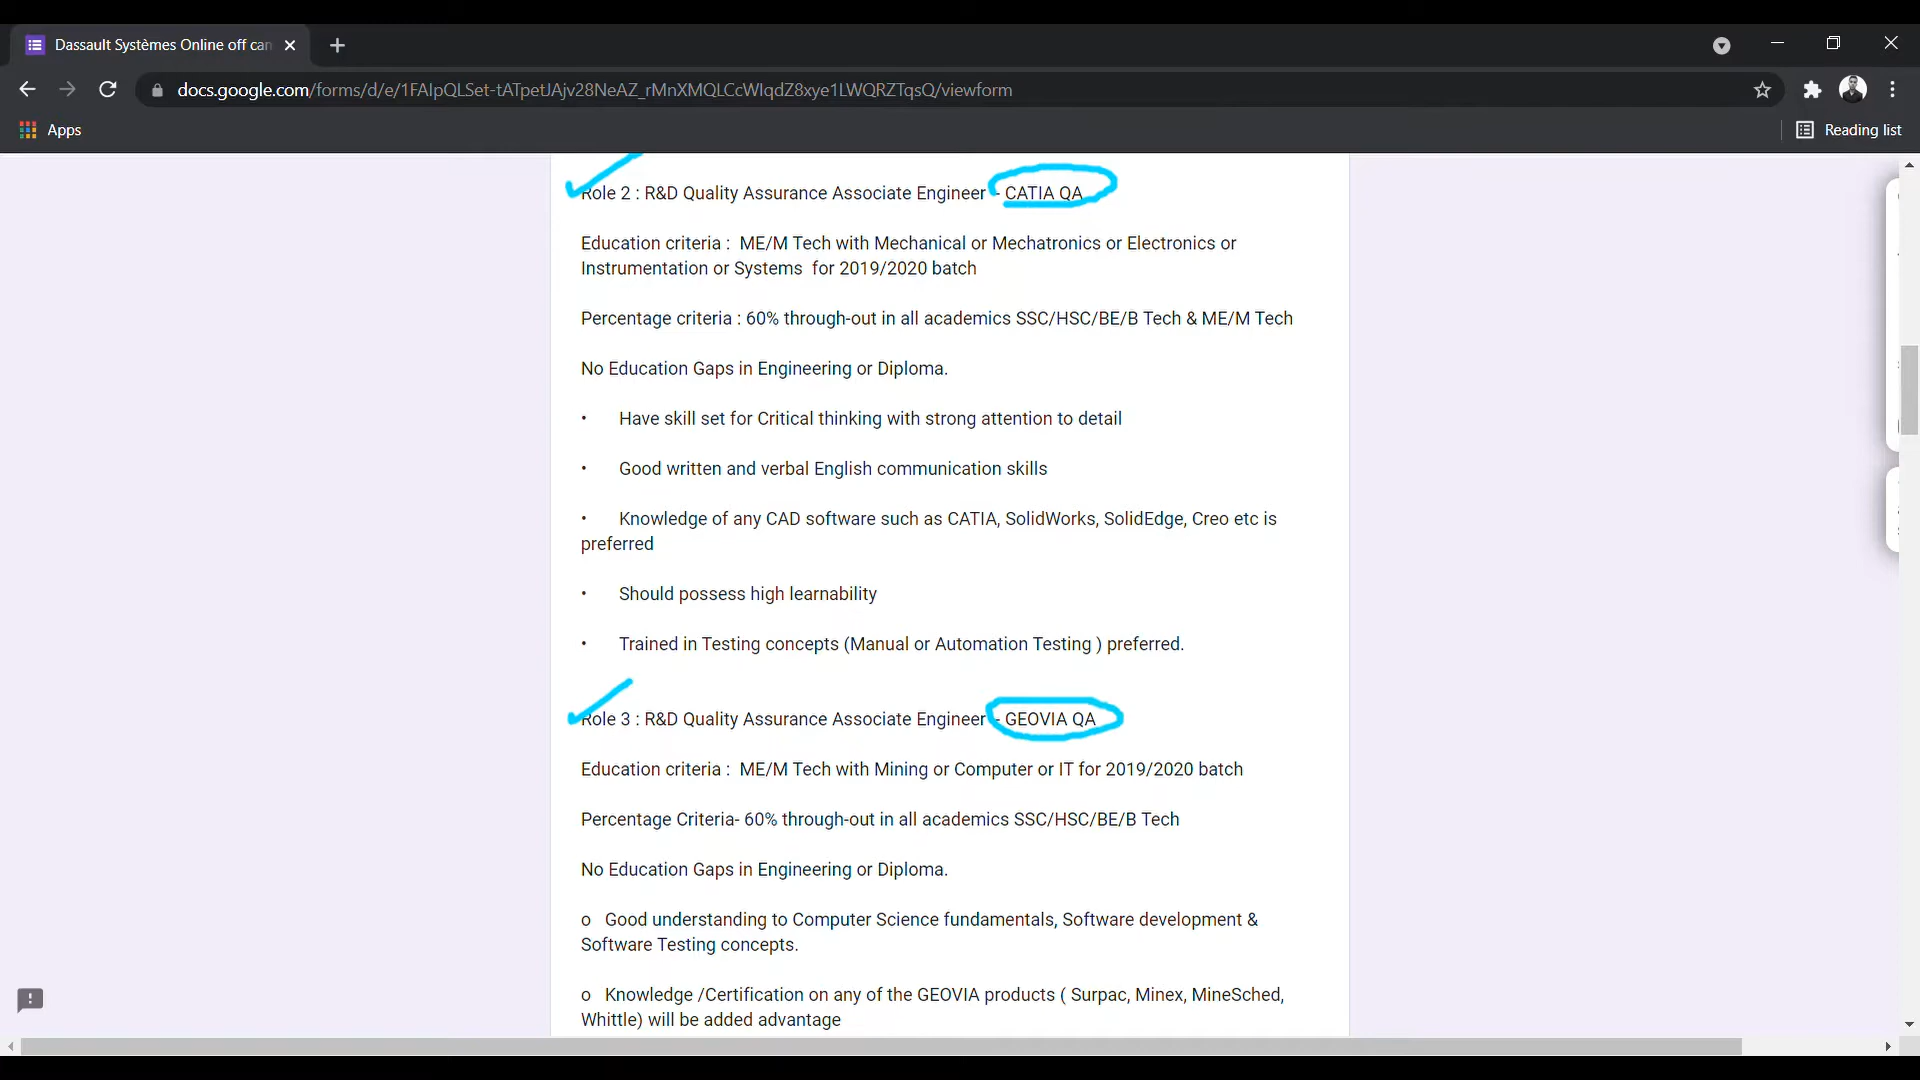 Dassault Systèmes Online off can
docs.google.com/forms/d/e/1FAIpQLSet-tATpetJAjv28NeAZ_rMnXMQLCcWIqdZ8xye1LWQRZTqsQ/viewform
Apps
Reading list
Role 2 : R&D Quality Assurance Associate Engineer - CATIA QA
Education criteria :  ME/M Tech with Mechanical or Mechatronics or Electronics or
Instrumentation or Systems  for 2019/2020 batch
Percentage criteria : 60% through-out in all academics SSC/HSC/BE/B Tech & ME/M Tech
No Education Gaps in Engineering or Diploma.
• Have skill set for Critical thinking with strong attention to detail
• Good written and verbal English communication skills
• Knowledge of any CAD software such as CATIA, SolidWorks, SolidEdge, Creo etc is
preferred
• Should possess high learnability
• Trained in Testing concepts (Manual or Automation Testing ) preferred.
Role 3 : R&D Quality Assurance Associate Engineer - GEOVIA QA
Education criteria :  ME/M Tech with Mining or Computer or IT for 2019/2020 batch
Percentage Criteria- 60% through-out in all academics SSC/HSC/BE/B Tech
No Education Gaps in Engineering or Diploma.
o Good understanding to Computer Science fundamentals, Software development &
Software Testing concepts.
o Knowledge /Certification on any of the GEOVIA products ( Surpac, Minex, MineSched,
Whittle) will be added advantage